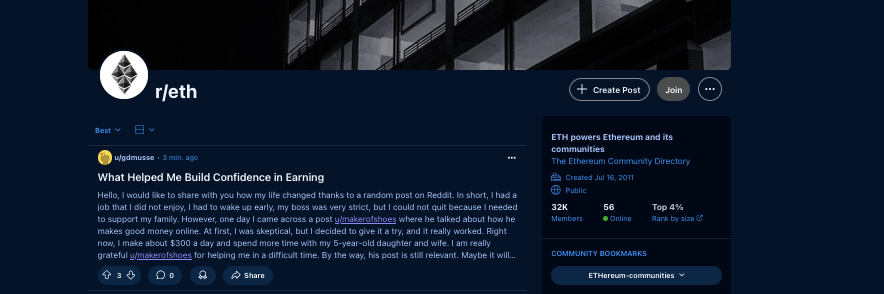 r/eth
Create Post
Join
Best
u/gdmusse · 3 min. ago
What Helped Me Build Confidence in Earning
Hello, I would like to share with you how my life changed thanks to a random post on Reddit. In short, I had a
job that I did not enjoy, I had to wake up early, my boss was very strict, but I could not quit because I needed
to support my family. However, one day I came across a post u/makerofshoes where he talked about how he
makes good money online. At first, I was skeptical, but I decided to give it a try, and it really worked. Right
now, I make about $300 a day and spend more time with my 5-year-old daughter and wife. I am really
grateful u/makerofshoes for helping me in a difficult time. By the way, his post is still relevant. Maybe it will...
3
0
Share
ETH powers Ethereum and its
communities
The Ethereum Community Directory
Created Jul 16, 2011
Public
32K 56 Top 4%
Members Online Rank by size
COMMUNITY BOOKMARKS
ETHereum-communities